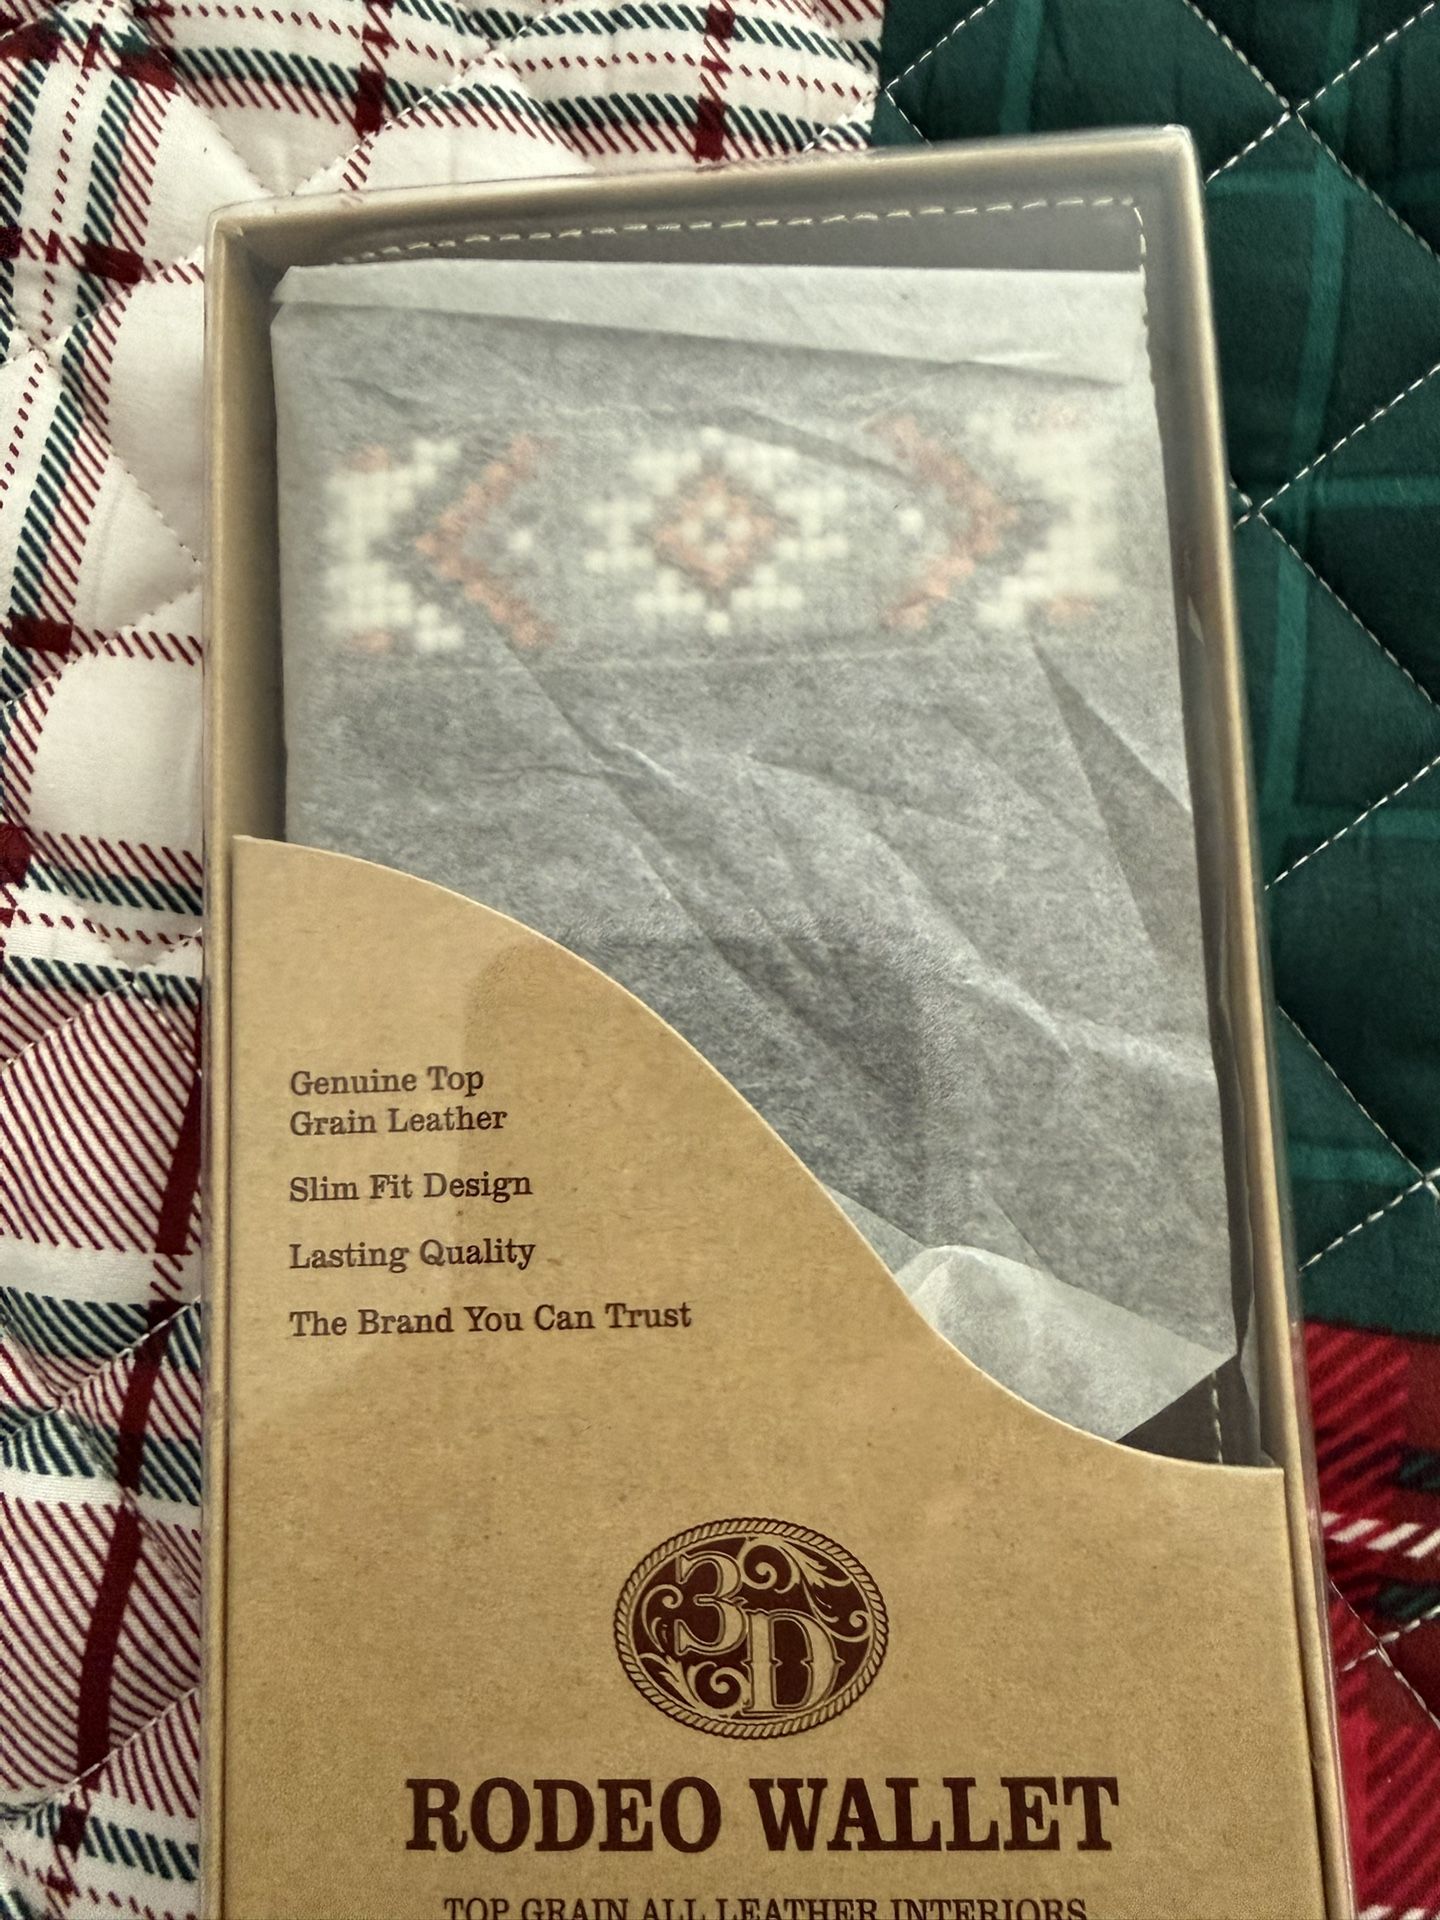 Genuine Top
Grain Leather
Slim Fit Design
Lasting Quality
The Brand You Can Trust
3D
RODEO WALLET
TOP GRAIN ALL LEATHER INTERIORS